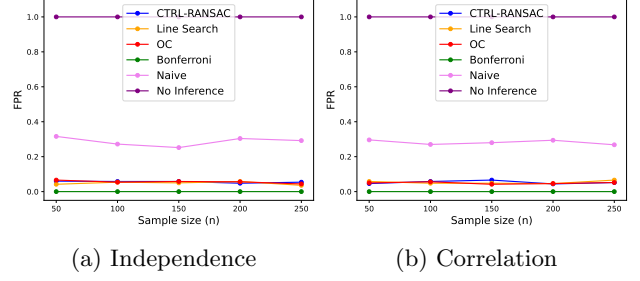 1.0
0.8
0.6
0.4
0.2
0.0
FPR
CTRL-RANSAC
Line Search
OC
Bonferroni
Naive
No Inference
50
100
150
200
250
Sample size (n)
(a) Independence
1.0
0.8
0.6
0.4
0.2
0.0
FPR
CTRL-RANSAC
Line Search
OC
Bonferroni
Naive
No Inference
50
100
150
200
250
Sample size (n)
(b) Correlation